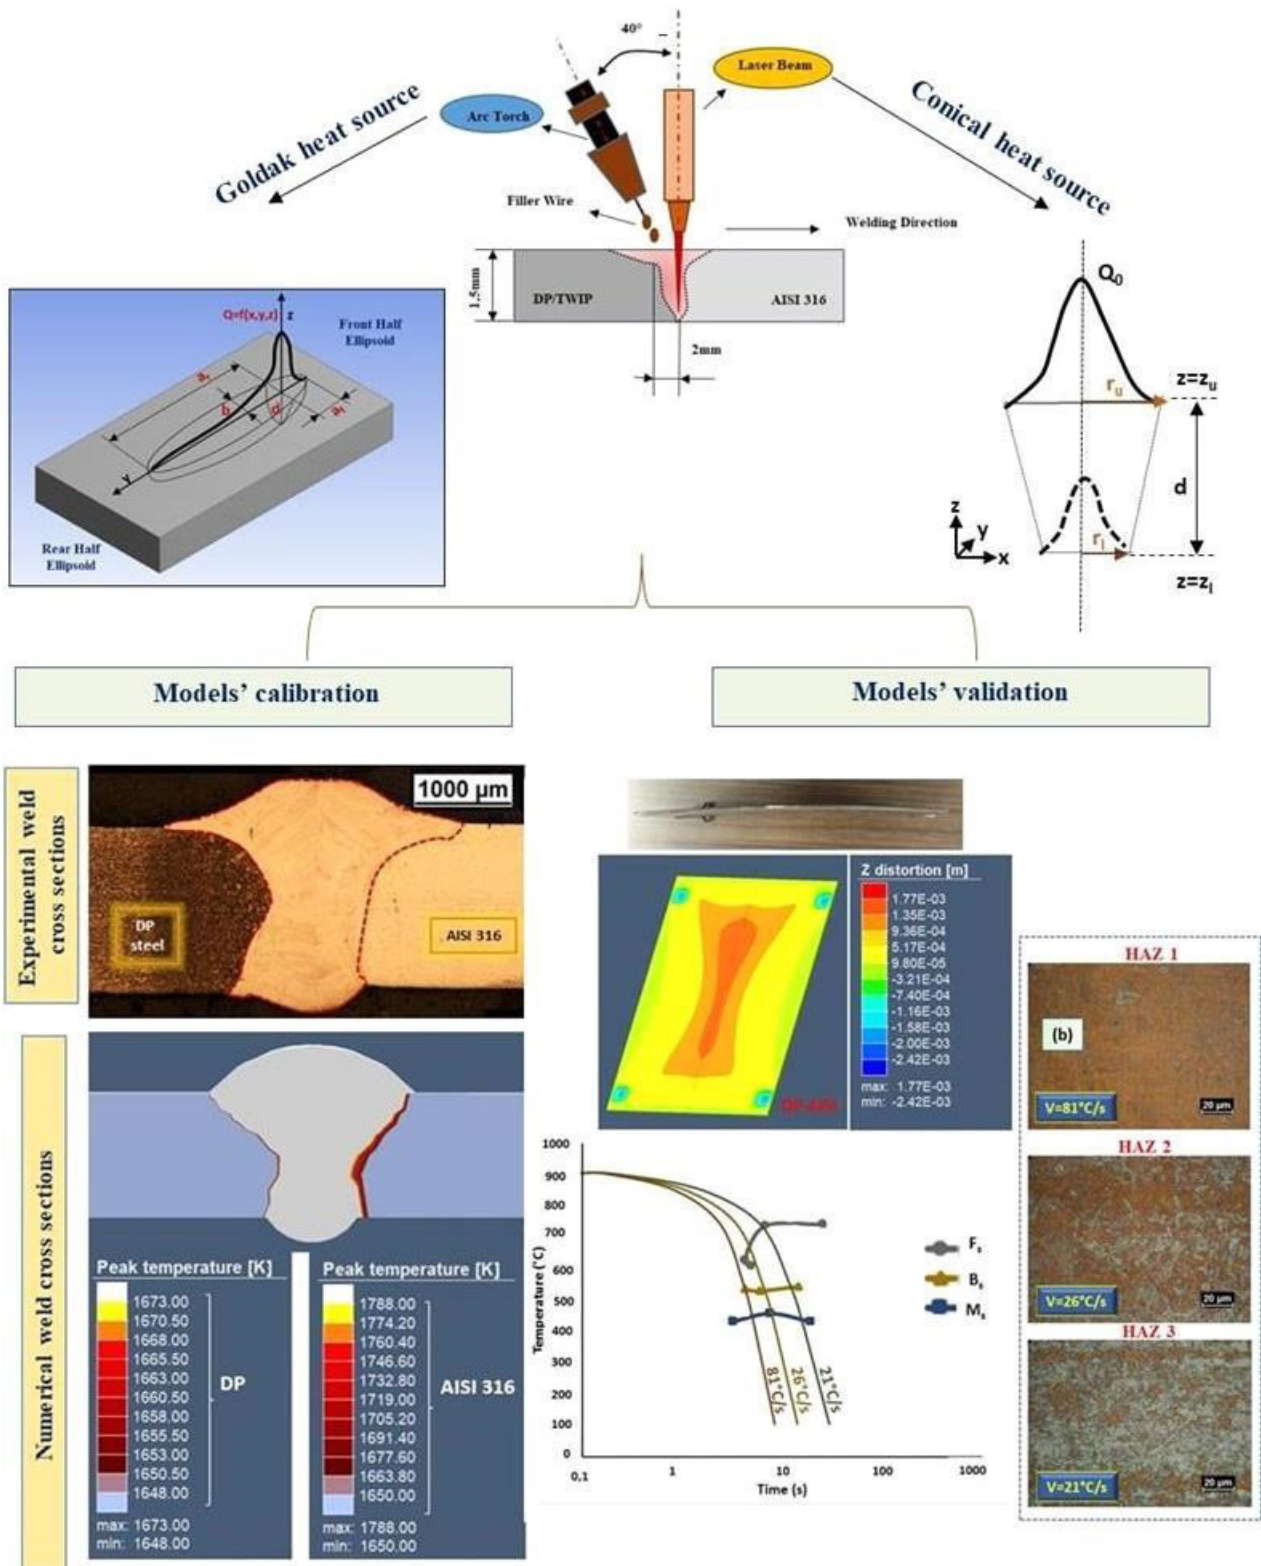 40°
Laser Beam
Arc Torch
Goldak heat source
Conical heat source
Filler Wire
Welding Direction
1,5mm
DP/TWIP
AISI 316
2mm
Q=f(x,y,z)
z
Front Half
Ellipsoid
b
d
y
Rear Half
Ellipsoid
Q₀
rᵤ
z=zᵤ
d
z
y
x
rₗ
z=zₗ
Models’ calibration
Models’ validation
Experimental weld
cross sections
1000 µm
DP
steel
AISI 316
Numerical weld cross sections
Peak temperature [K]
1673.00
1670.50
1668.00
1665.50
1663.00
1660.50
1658.00
1655.50
1653.00
1650.50
1648.00
max: 1673.00
min: 1648.00
DP
Peak temperature [K]
1788.00
1774.20
1760.40
1746.60
1732.80
1719.00
1705.20
1691.40
1677.60
1663.80
1650.00
max: 1788.00
min: 1650.00
AISI 316
Z distortion [m]
1.77E-03
1.35E-03
9.36E-04
5.17E-04
9.80E-05
-3.21E-04
-7.40E-04
-1.16E-03
-1.58E-03
-2.00E-03
-2.42E-03
max: 1.77E-03
min: -2.42E-03
Temperature (°C)
1000
900
800
700
600
500
400
300
200
100
0
0,1
1
10
100
1000
Time (s)
81°C/s
26°C/s
21°C/s
Fₛ
Bₛ
Mₛ
HAZ 1
(b)
V=81°C/s
20 µm
HAZ 2
V=26°C/s
20 µm
HAZ 3
V=21°C/s
20 µm